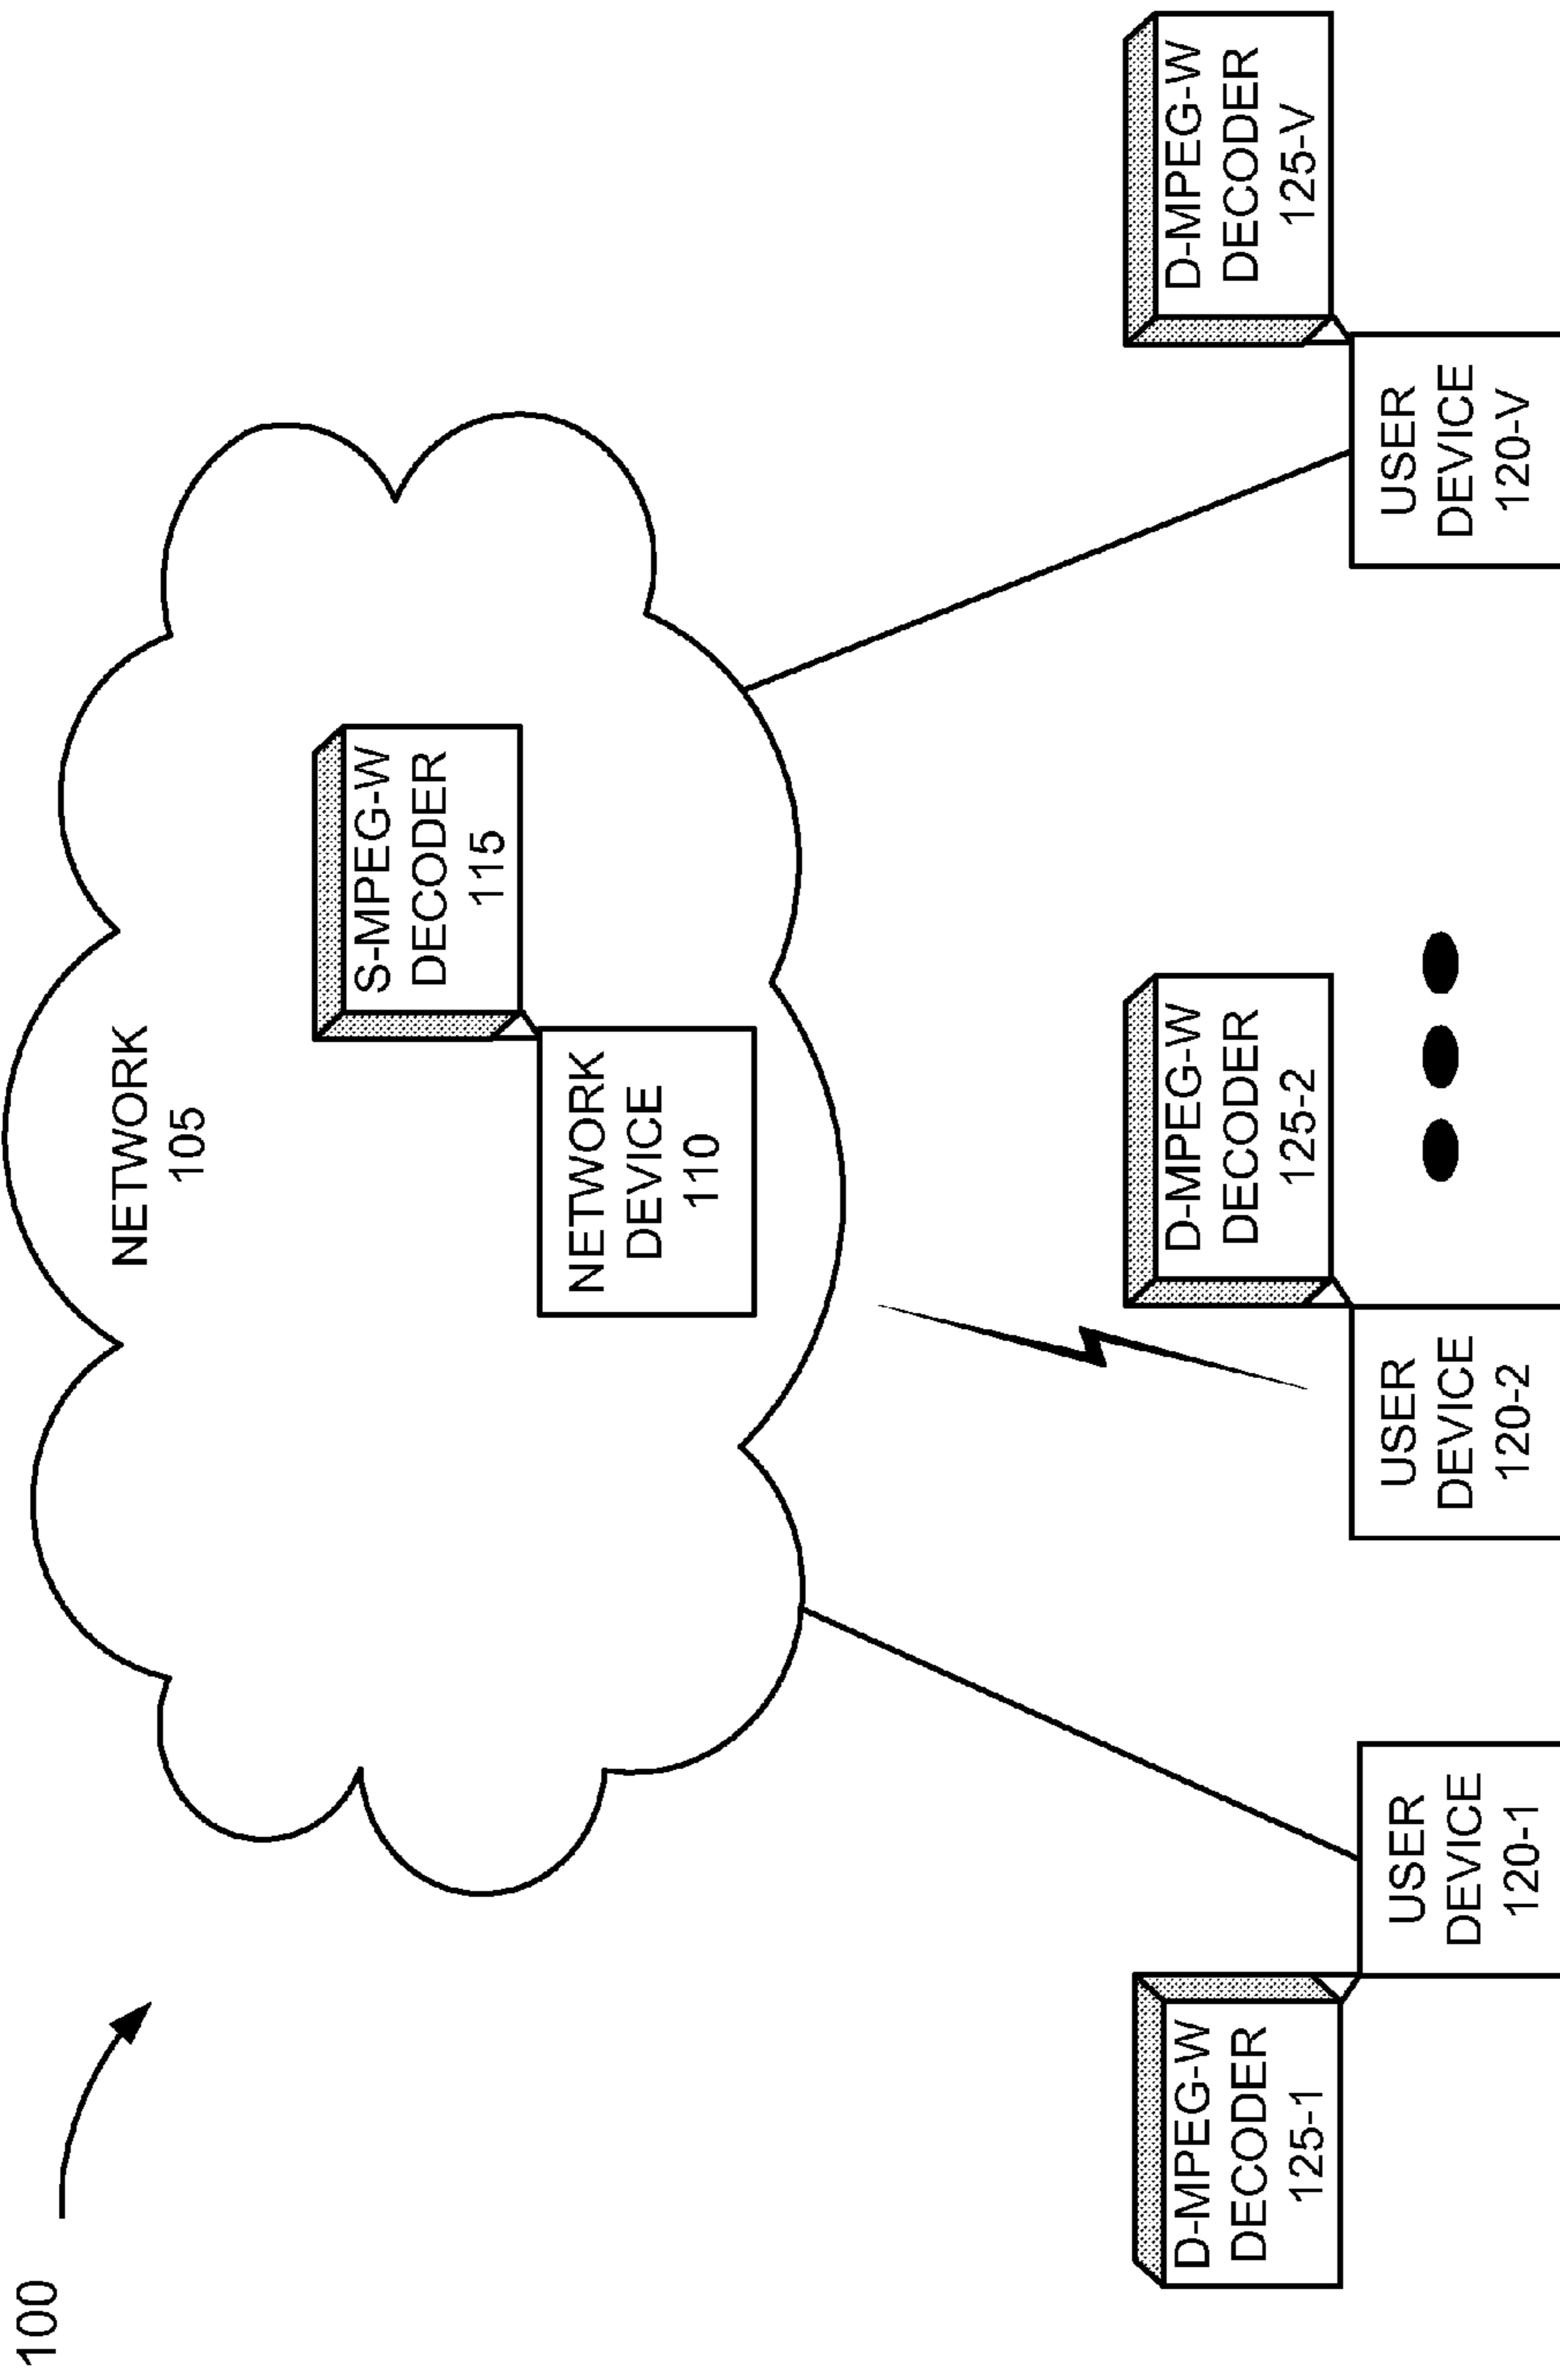 100
NETWORK
105
S-MPEG-W
DECODER
115
NETWORK
DEVICE
110
D-MPEG-W
DECODER
125-1
USER
DEVICE
120-1
D-MPEG-W
DECODER
125-2
USER
DEVICE
120-2
D-MPEG-W
DECODER
125-V
USER
DEVICE
120-V